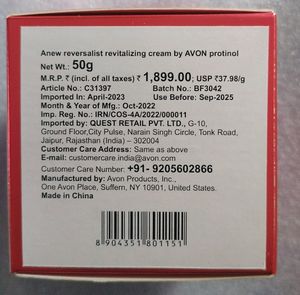 Anew reversalist revitalizing cream by AVON protinol
Net Wt.: 50g
M.R.P. ₹ (incl. of all taxes) ₹ 1,899.00; USP ₹37.98/g
Article No.: C31397 Batch No.: BF3042
Imported in: April-2023 Use Before: Sep-2025
Month & Year of Mfg.: Oct-2022
Imp. Reg. No.: IRN/COS-4A/2022/000011
Imported by: QUEST RETAIL PVT. LTD., G-10,
Ground Floor,City Pulse, Narain Singh Circle, Tonk Road,
Jaipur, Rajasthan (India) - 302004
Customer Care Address: Same as above
E-mail: customercare.india@avon.com
Customer Care Number: +91- 9205602866
Manufactured by: Avon Products, Inc.,
One Avon Place, Suffern, NY 10901, United States.
Made in China
8 904351 801151